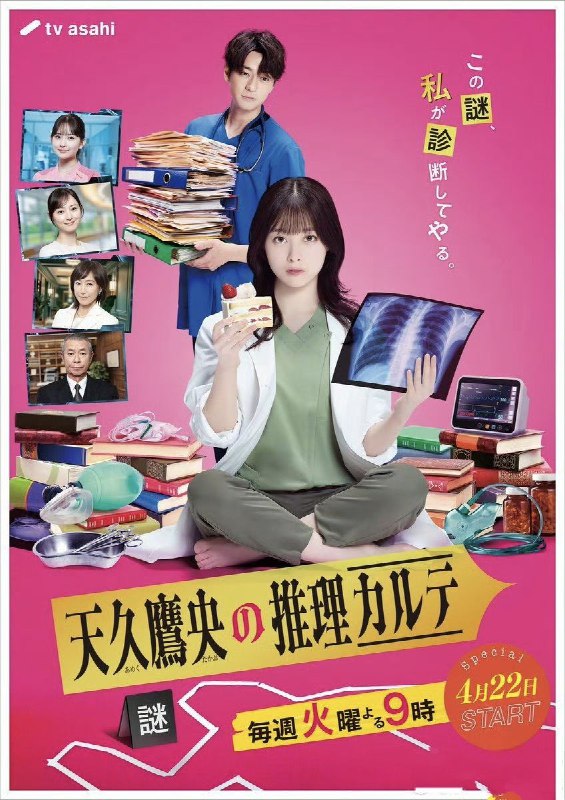 tv asahi
この謎、
私が診断してやる。
天久鷹央の推理カルテ
あめく たかお
謎
毎週火曜よる9時
Special
4月22日
START